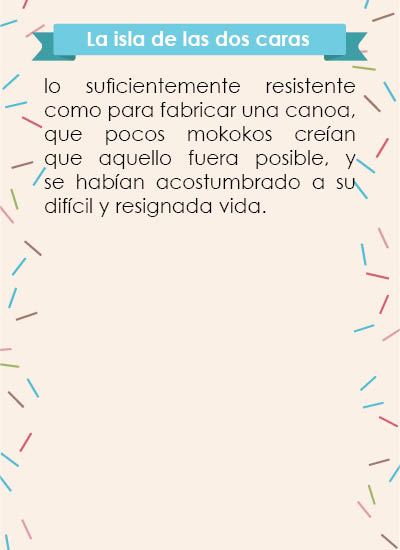 La isla de las dos caras
lo suficientemente resistente
como para fabricar una canoa,
que pocos mokokos creían
que aquello fuera posible, y
se habían acostumbrado a su
difícil y resignada vida.